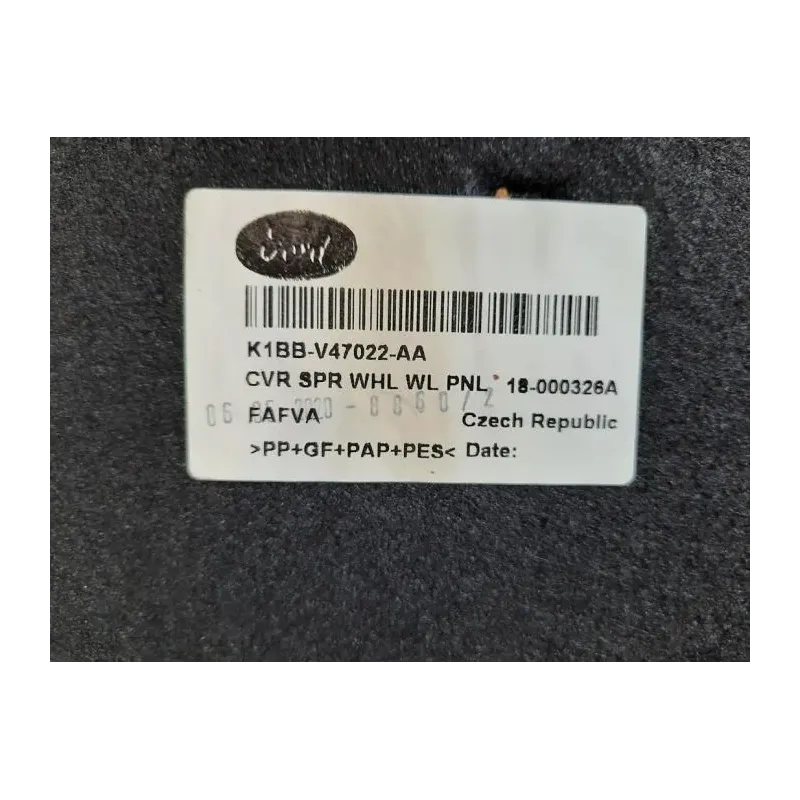 K1BB-V47022-AA
CVR SPR WHL WL PNL 18-000326A
FAFVA Czech Republic
>PP+GF+PAP+PES< Date: